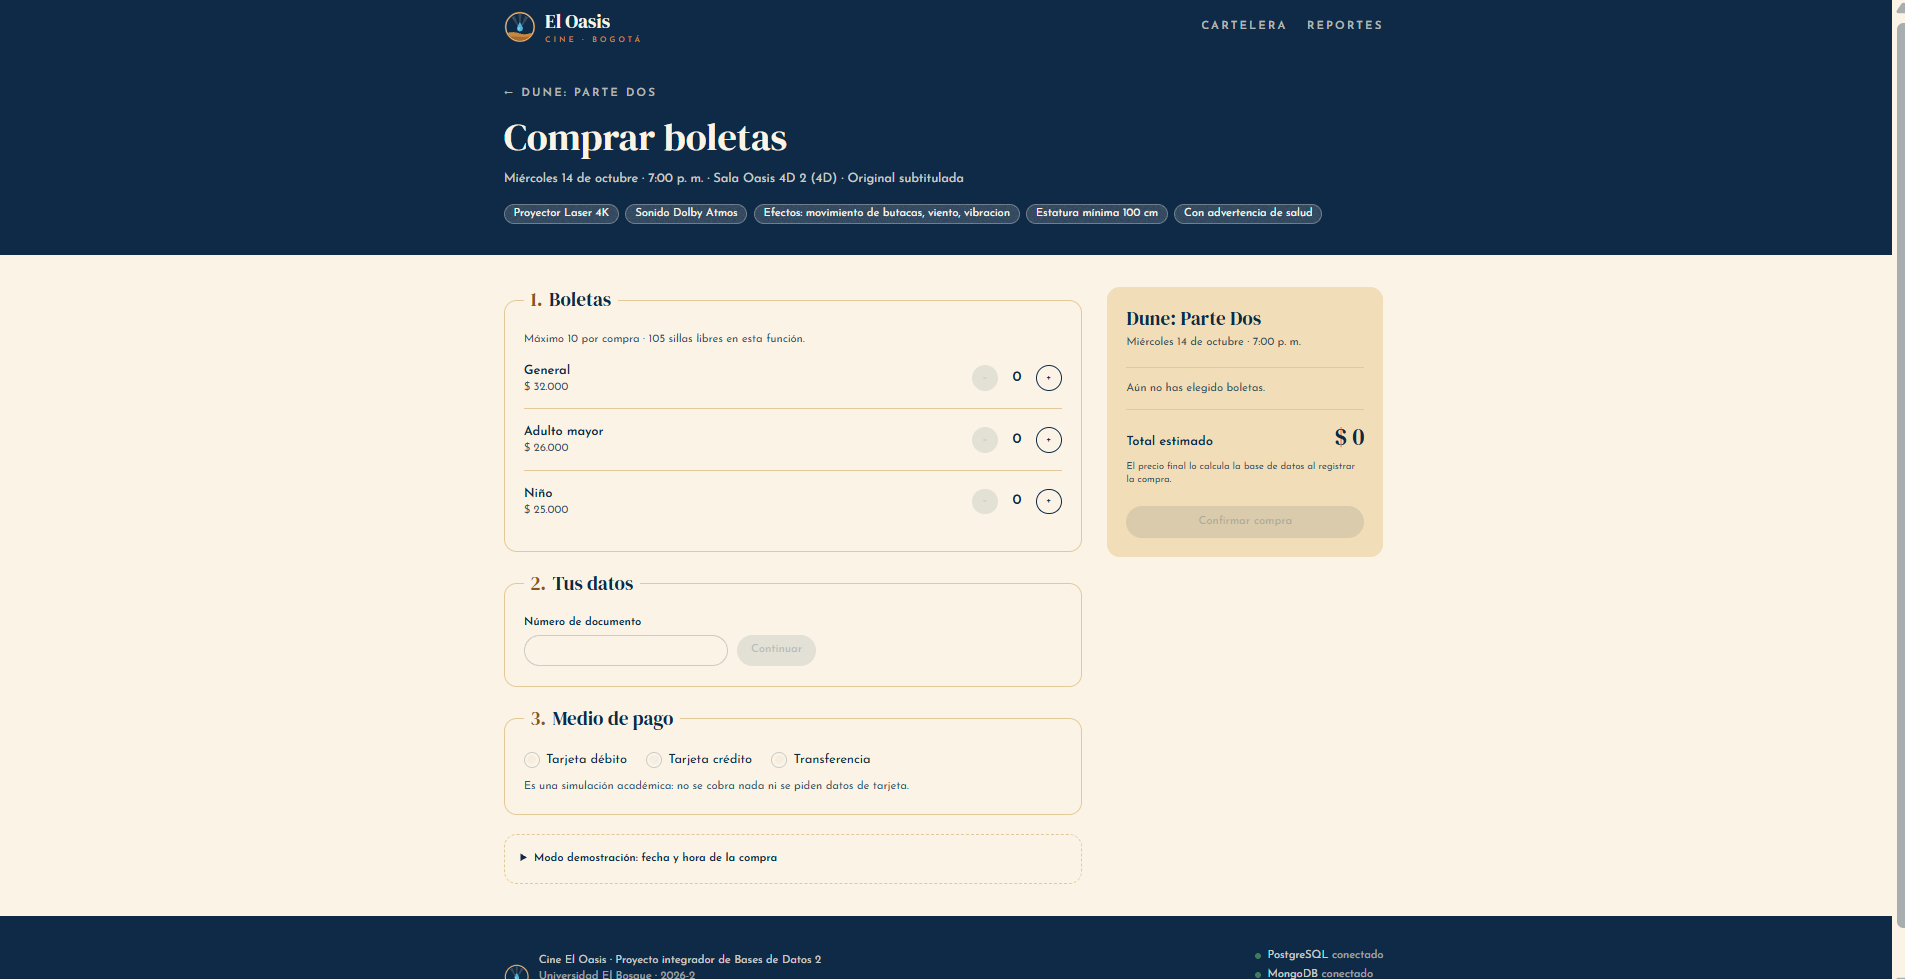 El Oasis
CINE · BOGOTÁ
CARTELERA REPORTES
← DUNE: PARTE DOS
Comprar boletas
Miércoles 14 de octubre · 7:00 p. m. · Sala Oasis 4D 2 (4D) · Original subtitulada
Proyector Laser 4K Sonido Dolby Atmos Efectos: movimiento de butacas, viento, vibracion Estatura mínima 100 cm Con advertencia de salud
1. Boletas
Máximo 10 por compra · 105 sillas libres en esta función.
General
$ 32.000
- 0 +
Adulto mayor
$ 26.000
- 0 +
Niño
$ 25.000
- 0 +
Dune: Parte Dos
Miércoles 14 de octubre · 7:00 p. m.
Aún no has elegido boletas.
Total estimado $ 0
El precio final lo calcula la base de datos al registrar
la compra.
Confirmar compra
2. Tus datos
Número de documento
Continuar
3. Medio de pago
Tarjeta débito Tarjeta crédito Transferencia
Es una simulación académica: no se cobra nada ni se piden datos de tarjeta.
▶ Modo demostración: fecha y hora de la compra
Cine El Oasis · Proyecto integrador de Bases de Datos 2
Universidad El Bosque · 2026-2
PostgreSQL conectado
MongoDB conectado